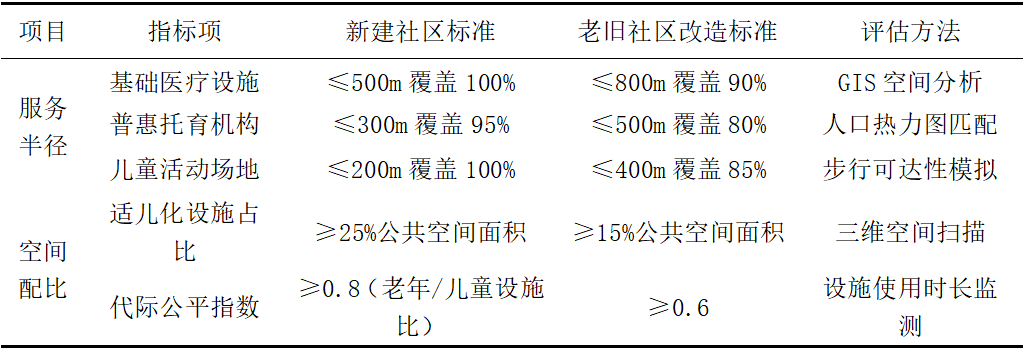 项目 指标项 新建社区标准 老旧社区改造标准 评估方法
服务半径 基础医疗设施 ≤500m 覆盖 100% ≤800m 覆盖 90% GIS 空间分析
普惠托育机构 ≤300m 覆盖 95% ≤500m 覆盖 80% 人口热力图匹配
儿童活动场地 ≤200m 覆盖 100% ≤400m 覆盖 85% 步行可达性模拟
空间配比 适儿化设施占比 ≥25%公共空间面积 ≥15%公共空间面积 三维空间扫描
代际公平指数 ≥0.8（老年/儿童设施比） ≥0.6 设施使用时长监测